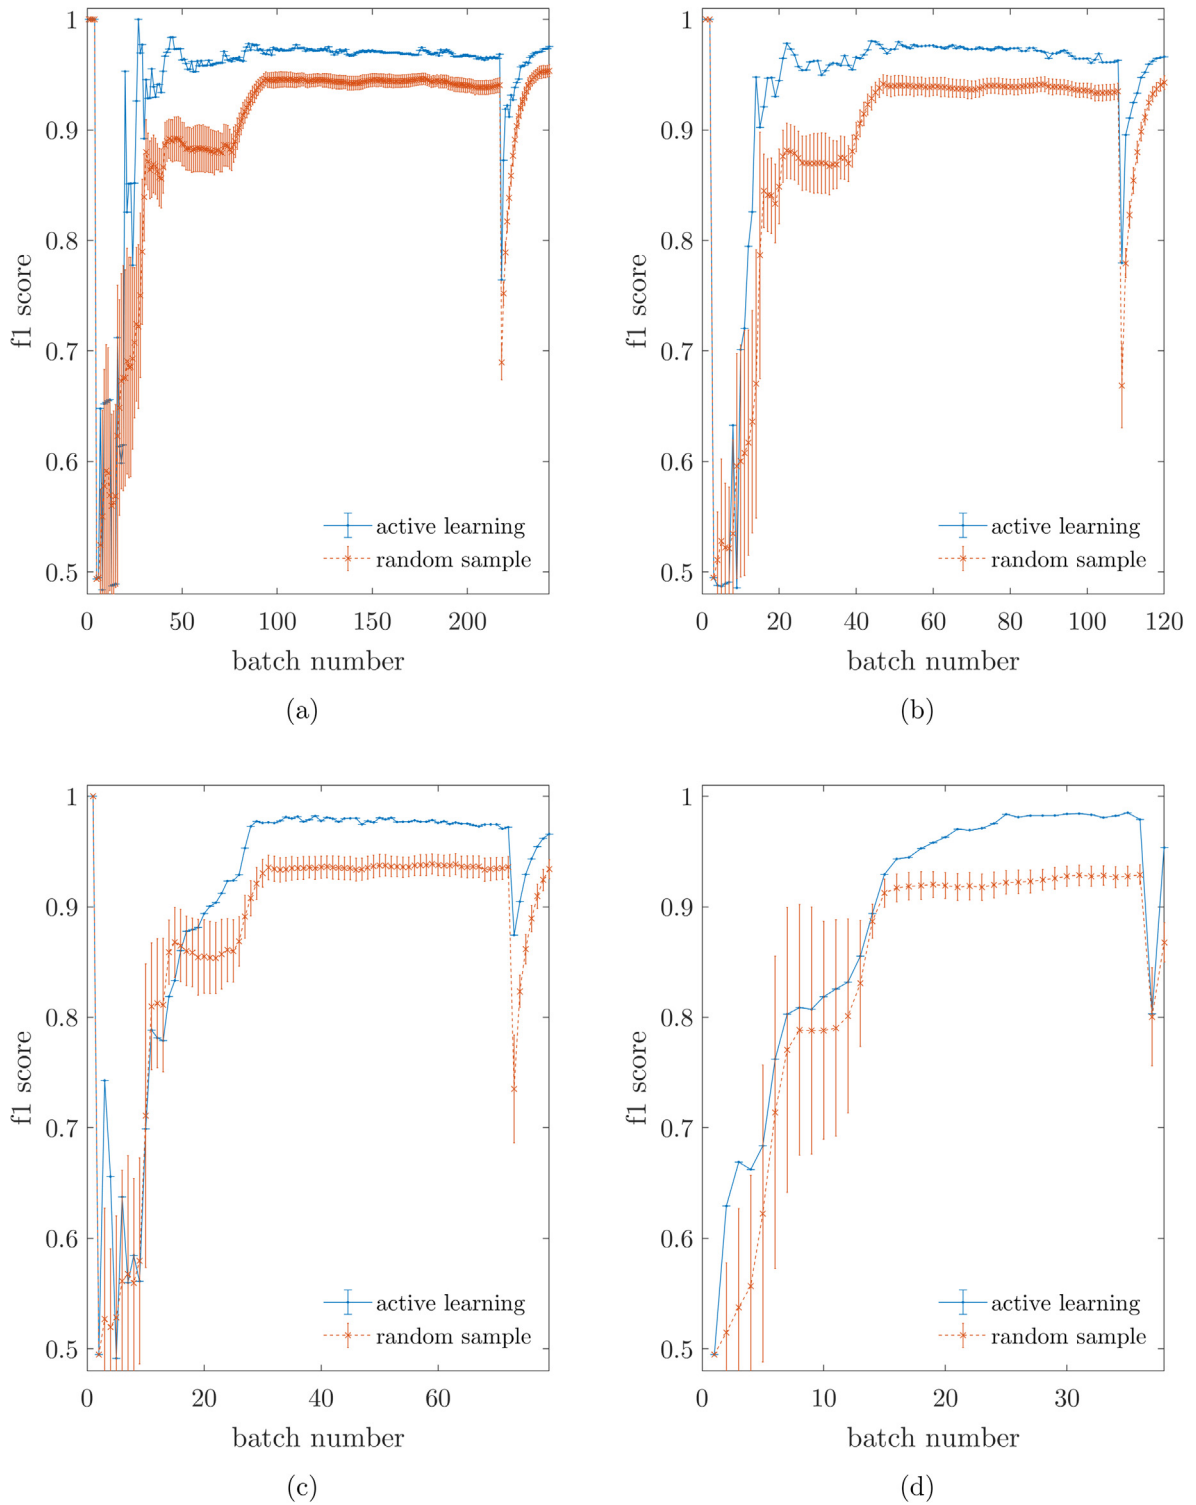 1
0.9
0.8
0.7
0.6
0.5
f1 score
active learning
random sample
0 50 100 150 200
batch number
(a)
1
0.9
0.8
0.7
0.6
0.5
f1 score
active learning
random sample
0 20 40 60 80 100 120
batch number
(b)
1
0.9
0.8
0.7
0.6
0.5
f1 score
active learning
random sample
0 20 40 60
batch number
(c)
1
0.9
0.8
0.7
0.6
0.5
f1 score
active learning
random sample
0 10 20 30
batch number
(d)